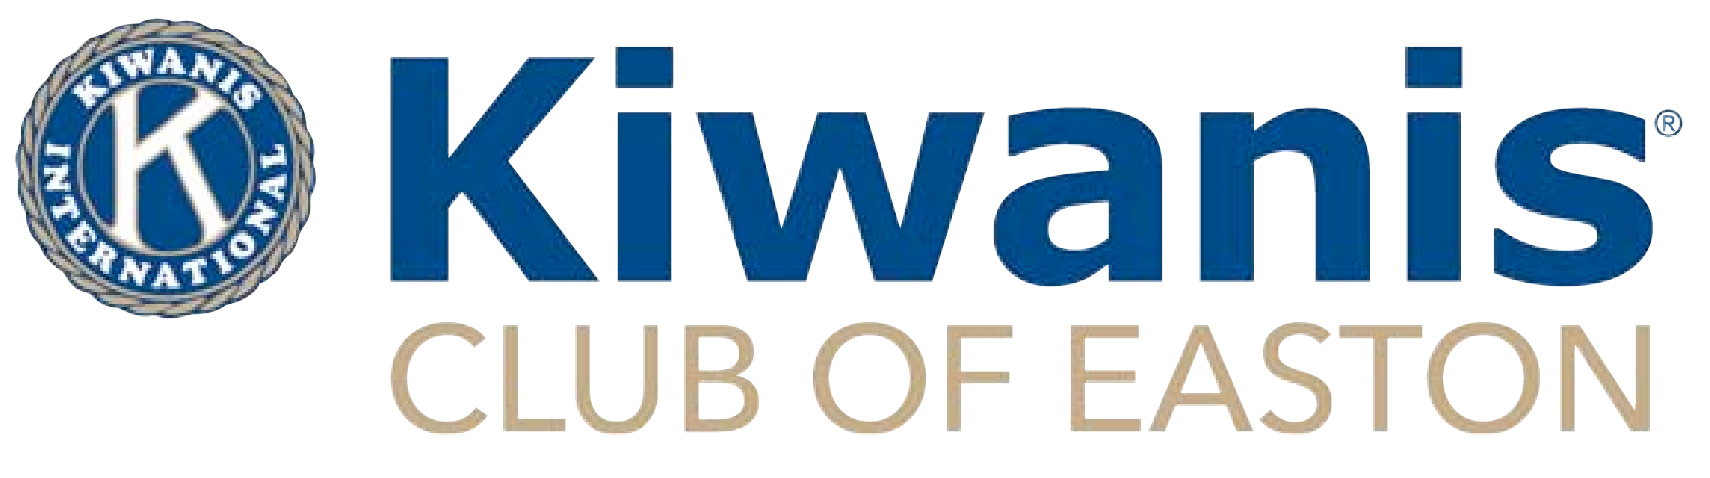 KIWANIS
K
INTERNATIONAL
Kiwanis®
CLUB OF EASTON